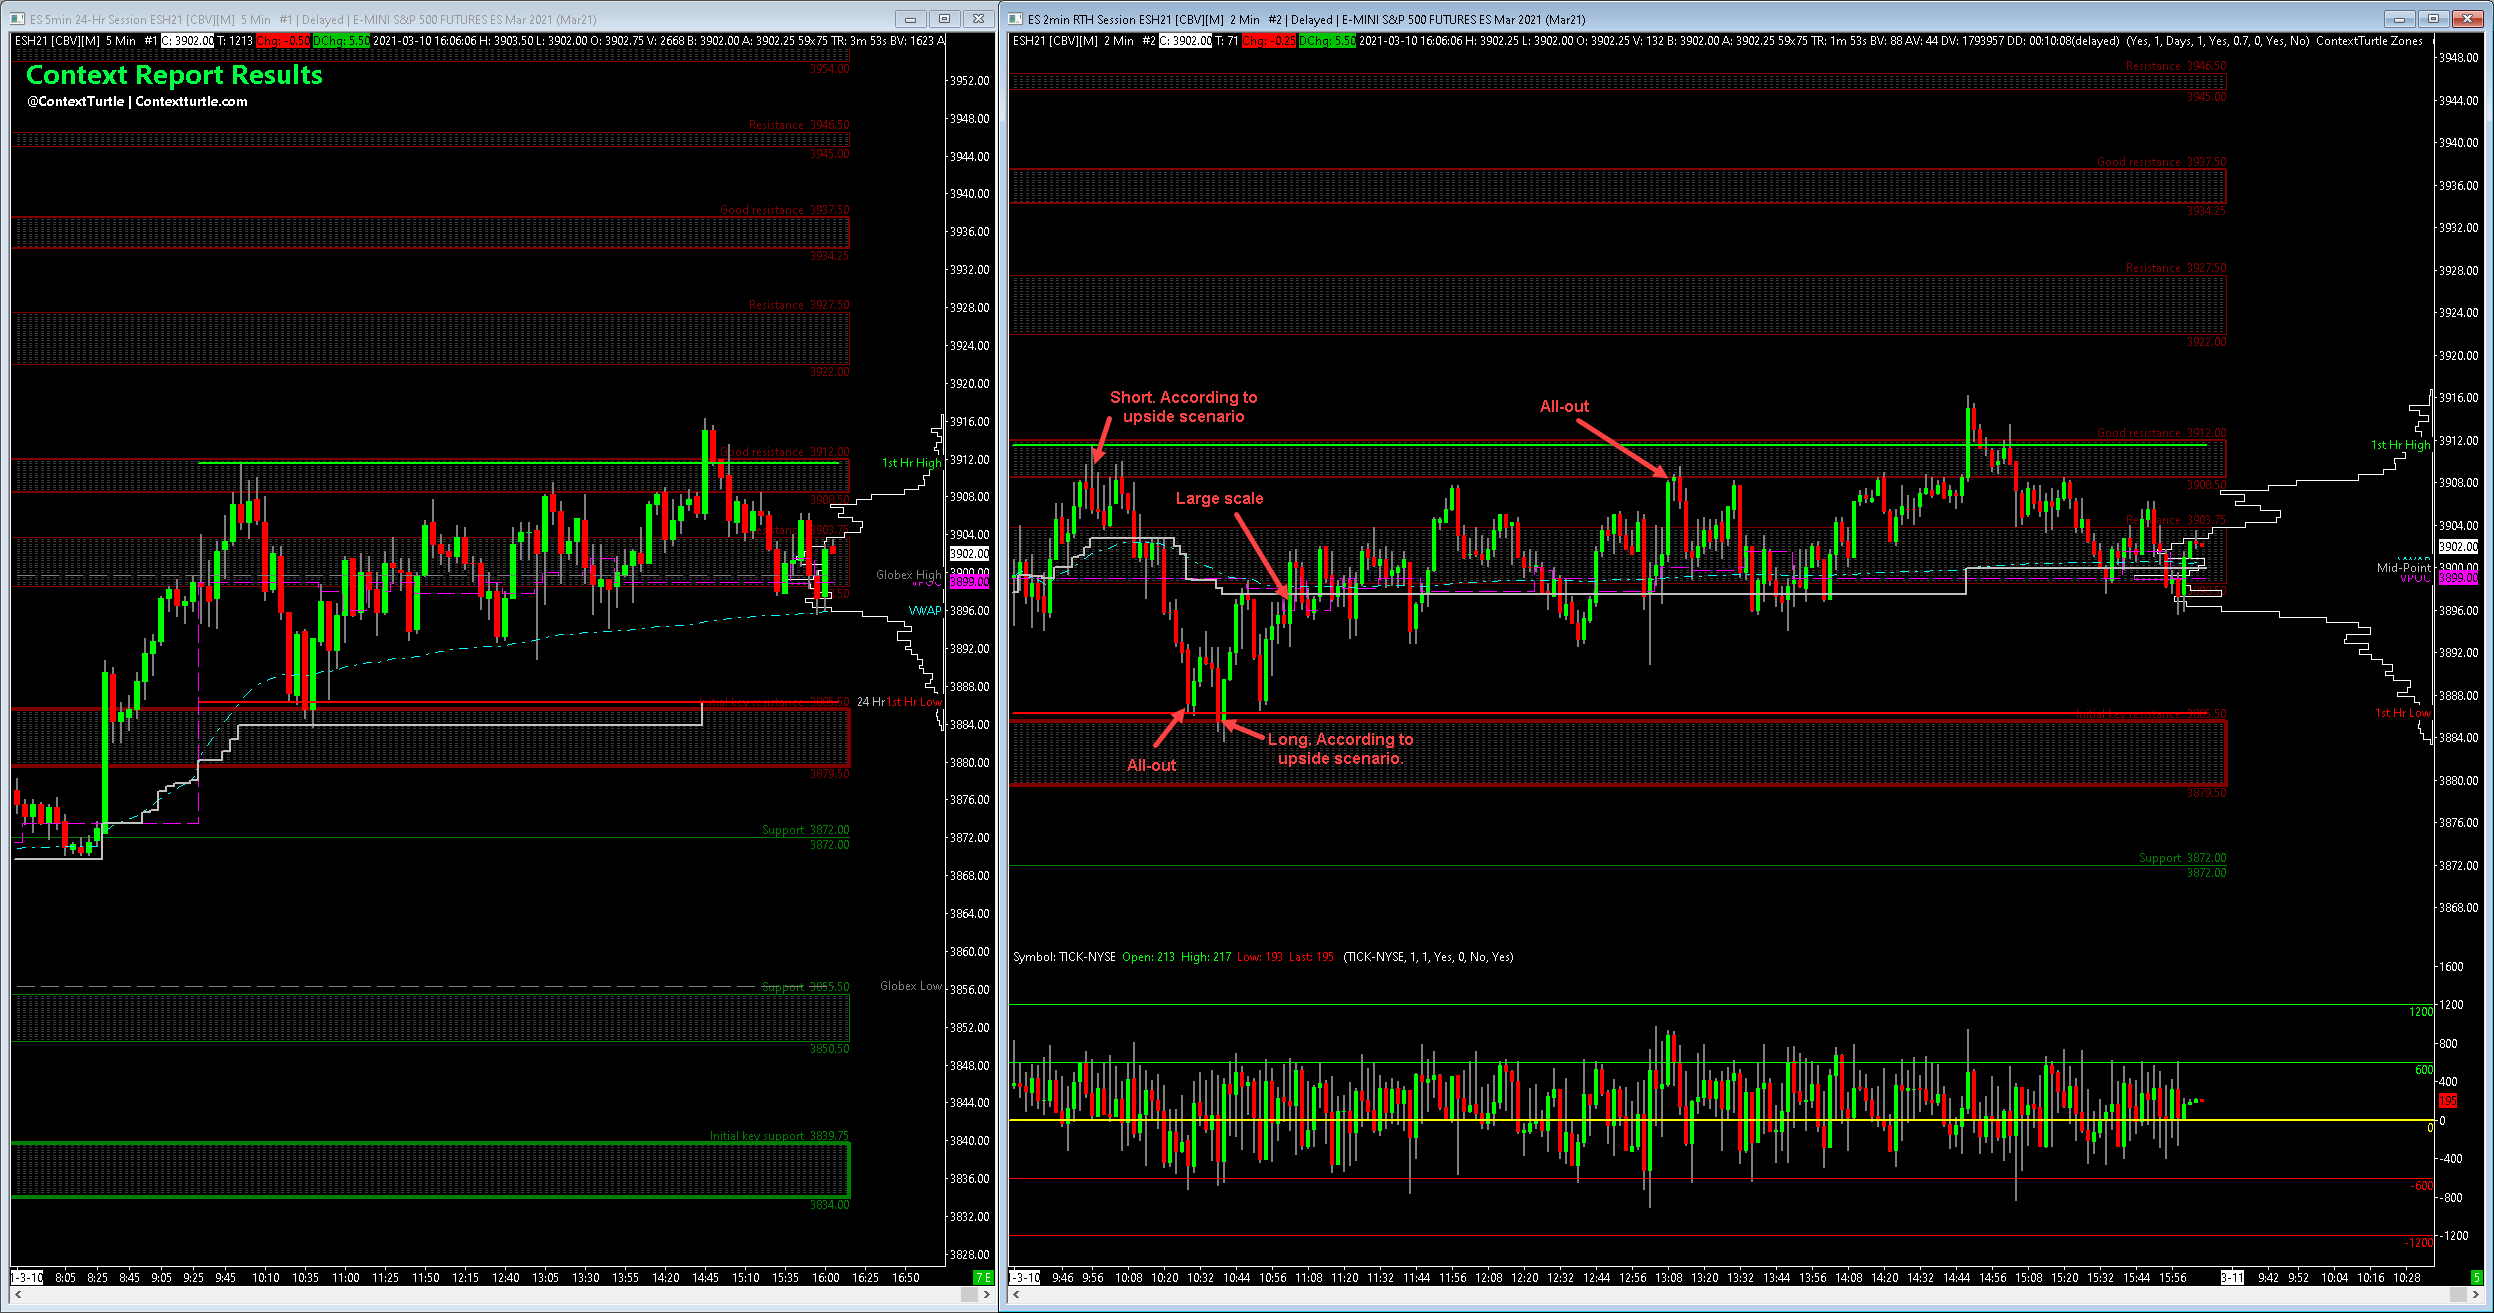 ES 5min 24-Hr Session ESH21 [CBV][M] 5 Min #1 | Delayed | E-MINI S&P 500 FUTURES ES Mar 2021 (Mar21)
ESH21 [CBV][M] 5 Min #1 C: 3902.00 T: 1213 Chg: -0.50 DChg: 5.50 2021-03-10 16:06:06 H: 3903.50 L: 3902.00 O: 3902.75 V: 2668 B: 3902.00 A: 3902.25 59x75 TR: 3m 53s BV: 1623 A
Context Report Results
@ContextTurtle | Contextturtle.com
3954.00
Resistance 3946.50
3945.00
Good resistance 3937.50
3934.25
Resistance 3927.50
3922.00
Good resistance 3912.00
1st Hr High
3908.50
3903.75
Globex High
VWAP
Initial key resistance 3885.50
24 Hr 1st Hr Low
3879.50
Support 3872.00
3872.00
Support 3855.50
Globex Low
3850.50
Initial key support 3839.75
3834.00
3952.00
3948.00
3944.00
3940.00
3936.00
3932.00
3928.00
3924.00
3920.00
3916.00
3912.00
3908.00
3904.00
3902.00
3900.00
3899.00
3896.00
3892.00
3888.00
3884.00
3880.00
3876.00
3872.00
3868.00
3864.00
3860.00
3856.00
3852.00
3848.00
3844.00
3840.00
3836.00
3832.00
3828.00
1-3-10 8:05 8:25 8:45 9:05 9:25 9:45 10:10 10:35 11:00 11:25 11:50 12:15 12:40 13:05 13:30 13:55 14:20 14:45 15:10 15:35 16:00 16:25 16:50 7 E
ES 2min RTH Session ESH21 [CBV][M] 2 Min #2 | Delayed | E-MINI S&P 500 FUTURES ES Mar 2021 (Mar21)
ESH21 [CBV][M] 2 Min #2 C: 3902.00 T: 71 Chg: -0.25 DChg: 5.50 2021-03-10 16:06:06 H: 3902.25 L: 3902.00 O: 3902.25 V: 132 B: 3902.00 A: 3902.25 59x75 TR: 1m 53s BV: 88 AV: 44 DV: 1793957 DD: 00:10:08(delayed) (Yes, 1, Days, 1, Yes, 0.7, 0, Yes, No) ContextTurtle Zones
Resistance 3946.50
3945.00
Good resistance 3937.50
3934.25
Resistance 3927.50
3922.00
Short. According to
upside scenario
All-out
Good resistance 3912.00
1st Hr High
3908.50
Large scale
3903.75
Mid-Point
VPOC
Initial key resistance 3885.50
1st Hr Low
Long. According to
upside scenario.
All-out
3879.50
Support 3872.00
3872.00
3948.00
3944.00
3940.00
3936.00
3932.00
3928.00
3924.00
3920.00
3916.00
3912.00
3908.00
3904.00
3902.00
3900.00
3899.00
3896.00
3892.00
3888.00
3884.00
3880.00
3876.00
3872.00
3868.00
Symbol: TICK-NYSE Open: 213 High: 217 Low: 193 Last: 195 (TICK-NYSE, 1, 1, Yes, 0, No, Yes)
1600
1200
1200
800
600
400
195
0
0
-400
-600
-800
-1200
-1200
-3-10 9:46 9:56 10:08 10:20 10:32 10:44 10:56 11:08 11:20 11:32 11:44 11:56 12:08 12:20 12:32 12:44 12:56 13:08 13:20 13:32 13:44 13:56 14:08 14:20 14:32 14:44 14:56 15:08 15:20 15:32 15:44 15:56 3-11 9:42 9:52 10:04 10:16 10:28 5